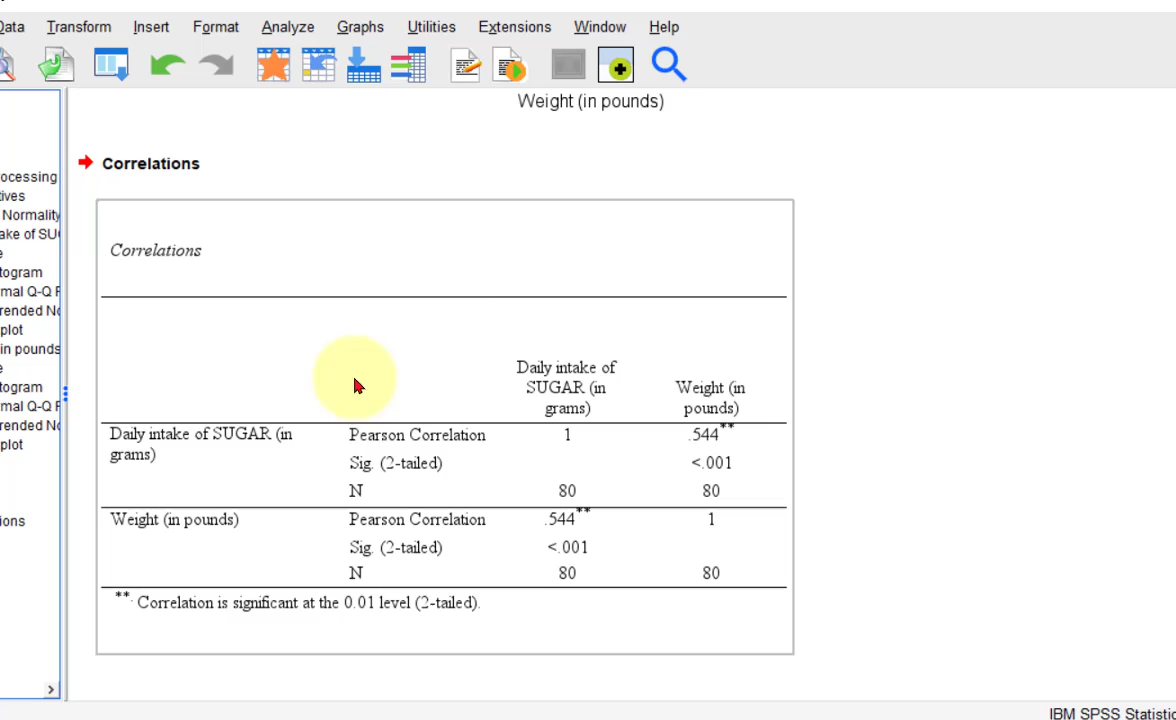 Data Transform Insert Format Analyze Graphs Utilities Extensions Window Help
Weight (in pounds)
Correlations
ocessing
tives
Normality
ake of SU
e
togram
mal Q-Q P
rended No
plot
in pounds
e
togram
mal Q-Q P
rended No
plot
ions
Correlations
Daily intake of
SUGAR (in
grams)
Weight (in
pounds)
Daily intake of SUGAR (in
grams)
Pearson Correlation 1 .544**
Sig. (2-tailed) <.001
N 80 80
Weight (in pounds) Pearson Correlation .544** 1
Sig. (2-tailed) <.001
N 80 80
**. Correlation is significant at the 0.01 level (2-tailed).
IBM SPSS Statistic